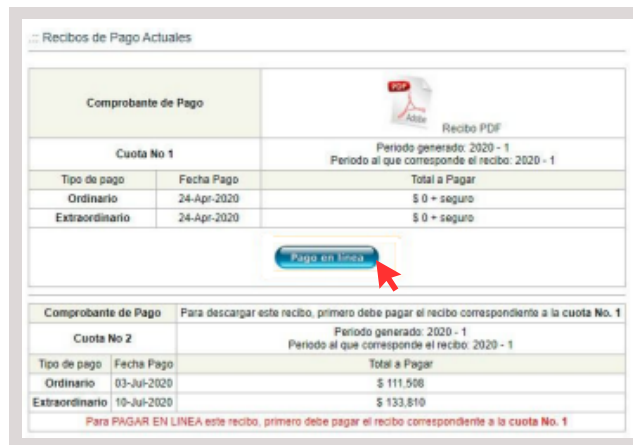 .:: Recibos de Pago Actuales
Comprobante de Pago
PDF
Adobe
Recibo PDF
Cuota No 1
Periodo generado: 2020 - 1
Periodo al que corresponde el recibo: 2020 - 1
Tipo de pago Fecha Pago Total a Pagar
Ordinario 24-Apr-2020 $ 0 + seguro
Extraordinario 24-Apr-2020 $ 0 + seguro
Pago en línea
Comprobante de Pago Para descargar este recibo, primero debe pagar el recibo correspondiente a la cuota No. 1
Cuota No 2
Periodo generado: 2020 - 1
Periodo al que corresponde el recibo: 2020 - 1
Tipo de pago Fecha Pago Total a Pagar
Ordinario 03-Jul-2020 $ 111,508
Extraordinario 10-Jul-2020 $ 133,810
Para PAGAR EN LINEA este recibo, primero debe pagar el recibo correspondiente a la cuota No. 1